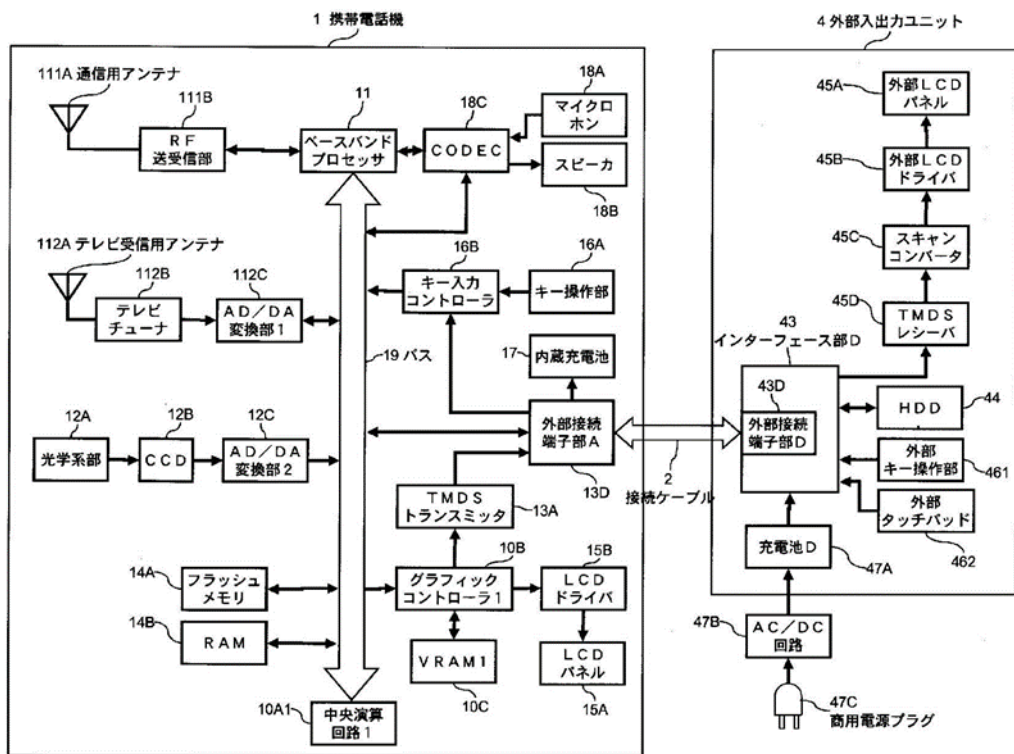 1 携帯電話機
4 外部入出力ユニット
111A 通信用アンテナ
111B
RF
送受信部
11
ベースバンド
プロセッサ
18C
CODEC
18A
マイクロ
ホン
スピーカ
18B
112A テレビ受信用アンテナ
112B
テレビ
チューナ
112C
AD/DA
変換部1
16B
キー入力
コントローラ
16A
キー操作部
19 バス
17
内蔵充電池
12A
光学系部
12B
CCD
12C
AD/DA
変換部2
外部接続
端子部A
13D
2
接続ケーブル
TMDS
トランスミッタ
13A
14A
フラッシュ
メモリ
14B
RAM
10B
グラフィック
コントローラ1
15B
LCD
ドライバ
VRAM1
10C
LCD
パネル
15A
10A1
中央演算
回路1
45A
外部LCD
パネル
45B
外部LCD
ドライバ
45C
スキャン
コンバータ
45D
TMDS
レシーバ
43
インターフェース部D
43D
外部接続
端子部D
HDD
44
外部
キー操作部
461
外部
タッチパッド
462
充電池D
47A
47B
AC/DC
回路
47C
商用電源プラグ